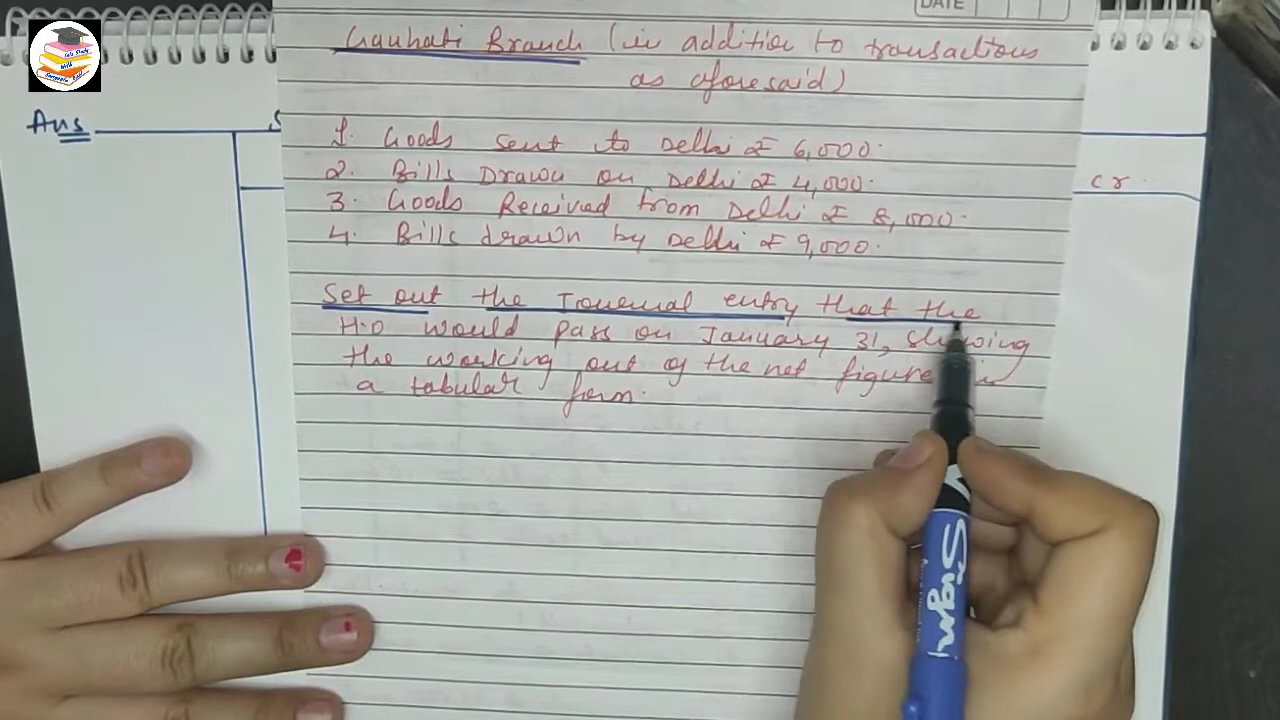 DATE
Gauhati Branch (in addition to transactions
as aforesaid)
Ans
1. Goods sent to Delhi ₹ 6,000.
2. Bills Drawn on Delhi ₹ 4,000.
3. Goods Received from Delhi ₹ 8,000.
4. Bills drawn by Delhi ₹ 9,000.
Cr.
Set out the Jouenal entry that the
H.O would pass on January 31, showing
the working out of the net figure in
a tabular form.